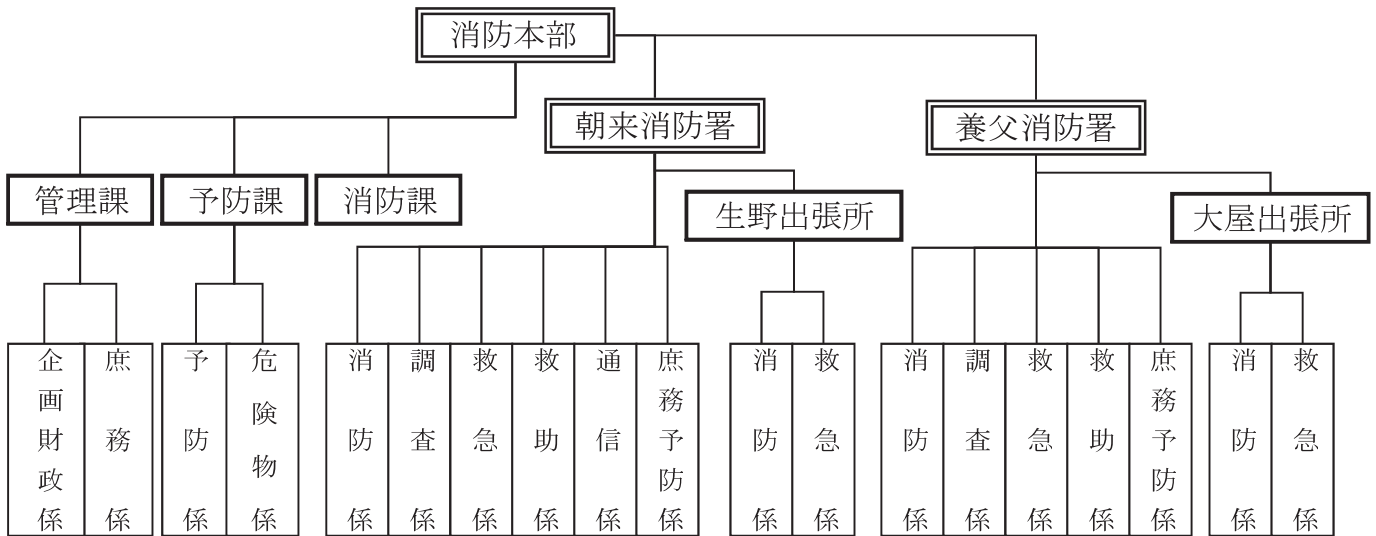 消防本部
朝来消防署
養父消防署
管理課
予防課
消防課
生野出張所
大屋出張所
企画財政係
庶務係
予防係
危険物係
消防係
調査係
救急係
救助係
通信係
庶務予防係
消防係
救急係
消防係
調査係
救急係
救助係
庶務予防係
消防係
救急係